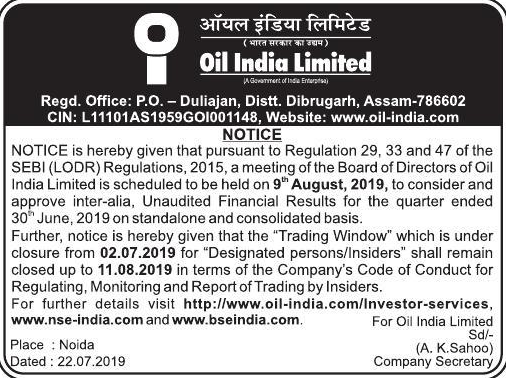 ऑयल इंडिया लिमिटेड
( भारत सरकार का उद्यम )
Oil India Limited
(A Government of India Enterprise)
Regd. Office: P.O. – Duliajan, Distt. Dibrugarh, Assam-786602
CIN: L11101AS1959GOI001148, Website: www.oil-india.com
NOTICE
NOTICE is hereby given that pursuant to Regulation 29, 33 and 47 of the
SEBI (LODR) Regulations, 2015, a meeting of the Board of Directors of Oil
India Limited is scheduled to be held on 9th August, 2019, to consider and
approve inter-alia, Unaudited Financial Results for the quarter ended
30th June, 2019 on standalone and consolidated basis.
Further, notice is hereby given that the “Trading Window” which is under
closure from 02.07.2019 for “Designated persons/Insiders” shall remain
closed up to 11.08.2019 in terms of the Company's Code of Conduct for
Regulating, Monitoring and Report of Trading by Insiders.
For further details visit http://www.oil-india.com/Investor-services,
www.nse-india.com and www.bseindia.com.
For Oil India Limited
Sd/-
Place : Noida
(A. K.Sahoo)
Dated : 22.07.2019
Company Secretary